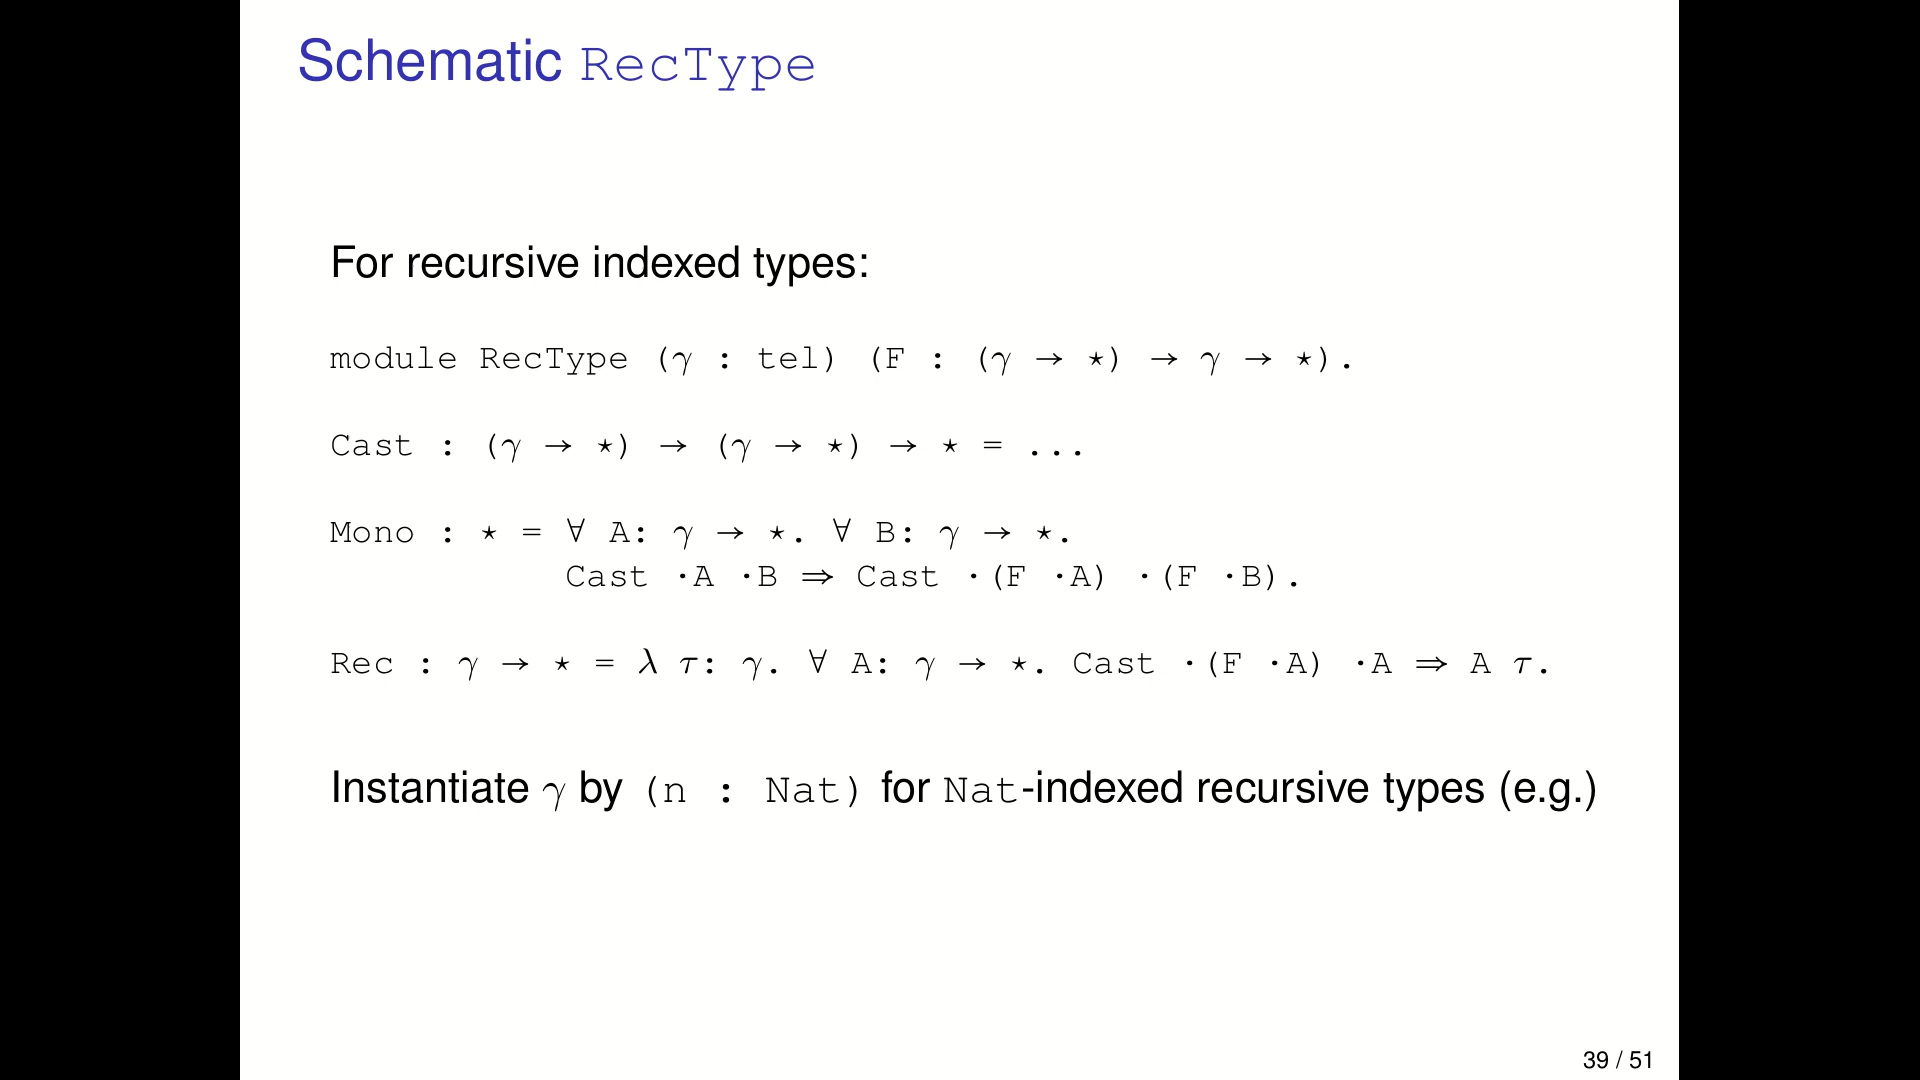 Schematic RecType
For recursive indexed types:
module RecType (γ : tel) (F : (γ → ⋆) → γ → ⋆).
Cast : (γ → ⋆) → (γ → ⋆) → ⋆ = ...
Mono : ⋆ = ∀ A: γ → ⋆. ∀ B: γ → ⋆.
Cast ·A ·B ⇒ Cast ·(F ·A) ·(F ·B).
Rec : γ → ⋆ = λ τ: γ. ∀ A: γ → ⋆. Cast ·(F ·A) ·A ⇒ A τ.
Instantiate γ by (n : Nat) for Nat-indexed recursive types (e.g.)
39 / 51